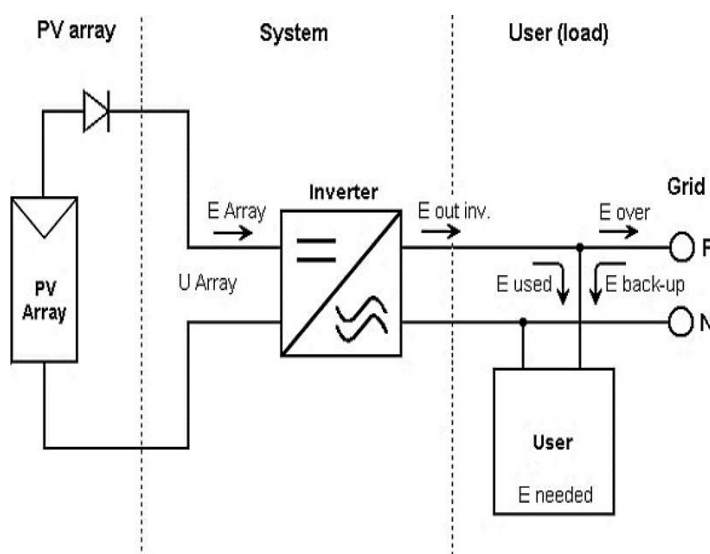 PV array
System
User (load)
Inverter
Grid
E Array
E out inv.
E over
U Array
E used
E back-up
PV
Array
N
User
E needed